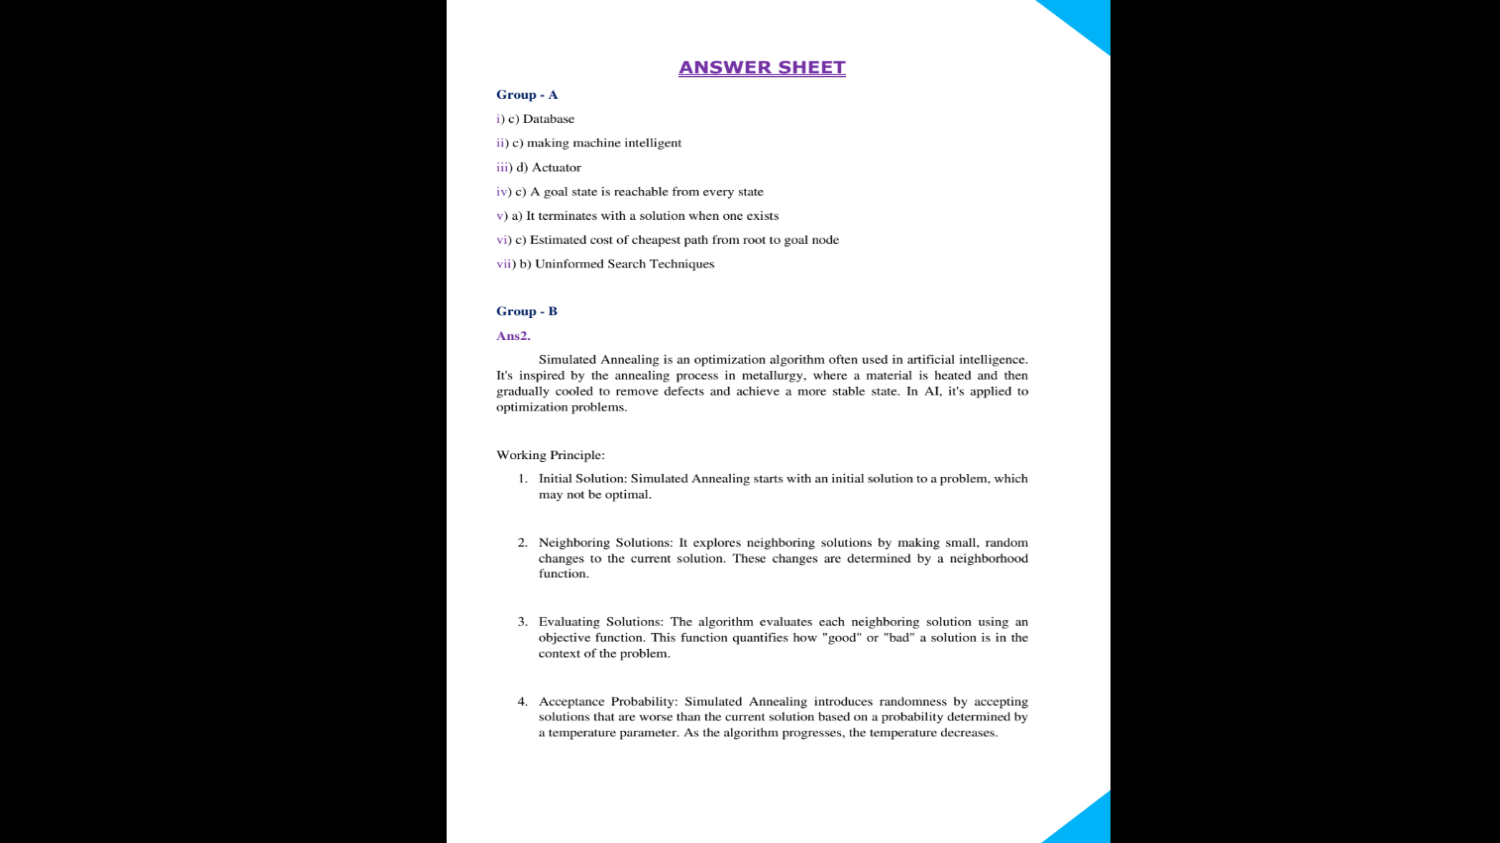 ANSWER SHEET
Group - A
i) c) Database
ii) c) making machine intelligent
iii) d) Actuator
iv) c) A goal state is reachable from every state
v) a) It terminates with a solution when one exists
vi) c) Estimated cost of cheapest path from root to goal node
vii) b) Uninformed Search Techniques
Group - B
Ans2.
Simulated Annealing is an optimization algorithm often used in artificial intelligence.
It's inspired by the annealing process in metallurgy, where a material is heated and then
gradually cooled to remove defects and achieve a more stable state. In AI, it's applied to
optimization problems.
Working Principle:
1. Initial Solution: Simulated Annealing starts with an initial solution to a problem, which
may not be optimal.
2. Neighboring Solutions: It explores neighboring solutions by making small, random
changes to the current solution. These changes are determined by a neighborhood
function.
3. Evaluating Solutions: The algorithm evaluates each neighboring solution using an
objective function. This function quantifies how "good" or "bad" a solution is in the
context of the problem.
4. Acceptance Probability: Simulated Annealing introduces randomness by accepting
solutions that are worse than the current solution based on a probability determined by
a temperature parameter. As the algorithm progresses, the temperature decreases.